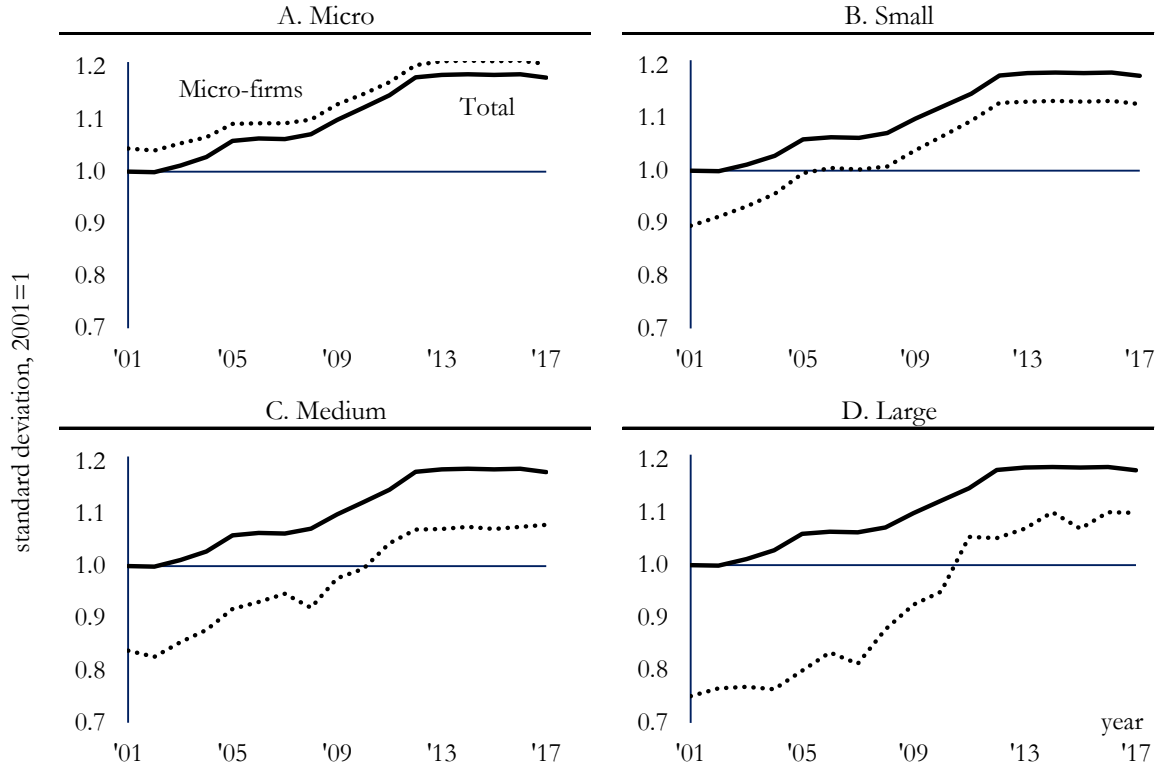 A. Micro
1.2
1.1
1.0
0.9
0.8
0.7
Micro-firms
Total
'01 '05 '09 '13 '17
B. Small
1.2
1.1
1.0
0.9
0.8
0.7
'01 '05 '09 '13 '17
standard deviation, 2001=1
C. Medium
1.2
1.1
1.0
0.9
0.8
0.7
'01 '05 '09 '13 '17
D. Large
1.2
1.1
1.0
0.9
0.8
0.7
year
'01 '05 '09 '13 '17